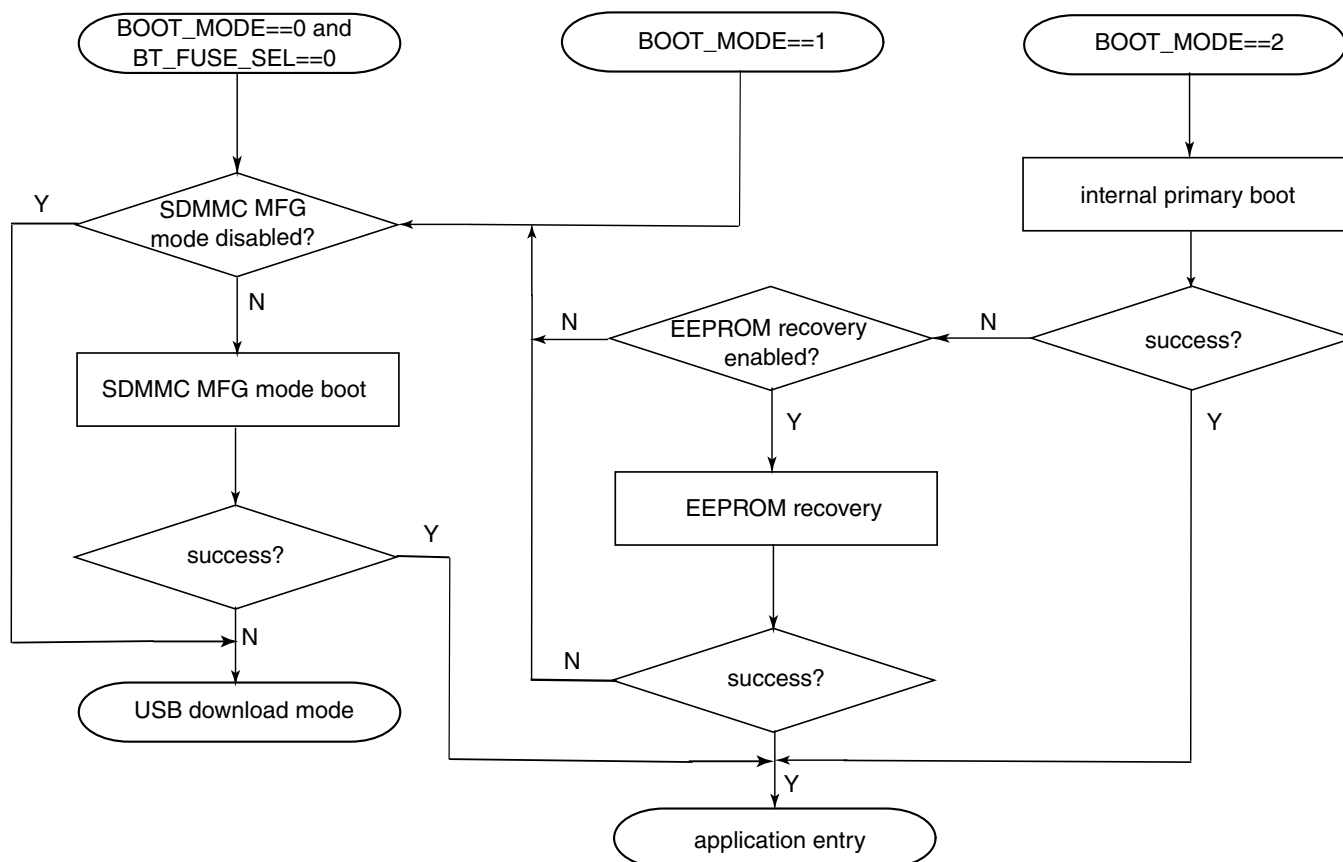 BOOT_MODE==0 and
BT_FUSE_SEL==0
BOOT_MODE==1
BOOT_MODE==2
Y
SDMMC MFG
mode disabled?
internal primary boot
N
N
EEPROM recovery
enabled?
N
success?
SDMMC MFG mode boot
Y
Y
EEPROM recovery
success?
Y
N
N
success?
USB download mode
Y
application entry